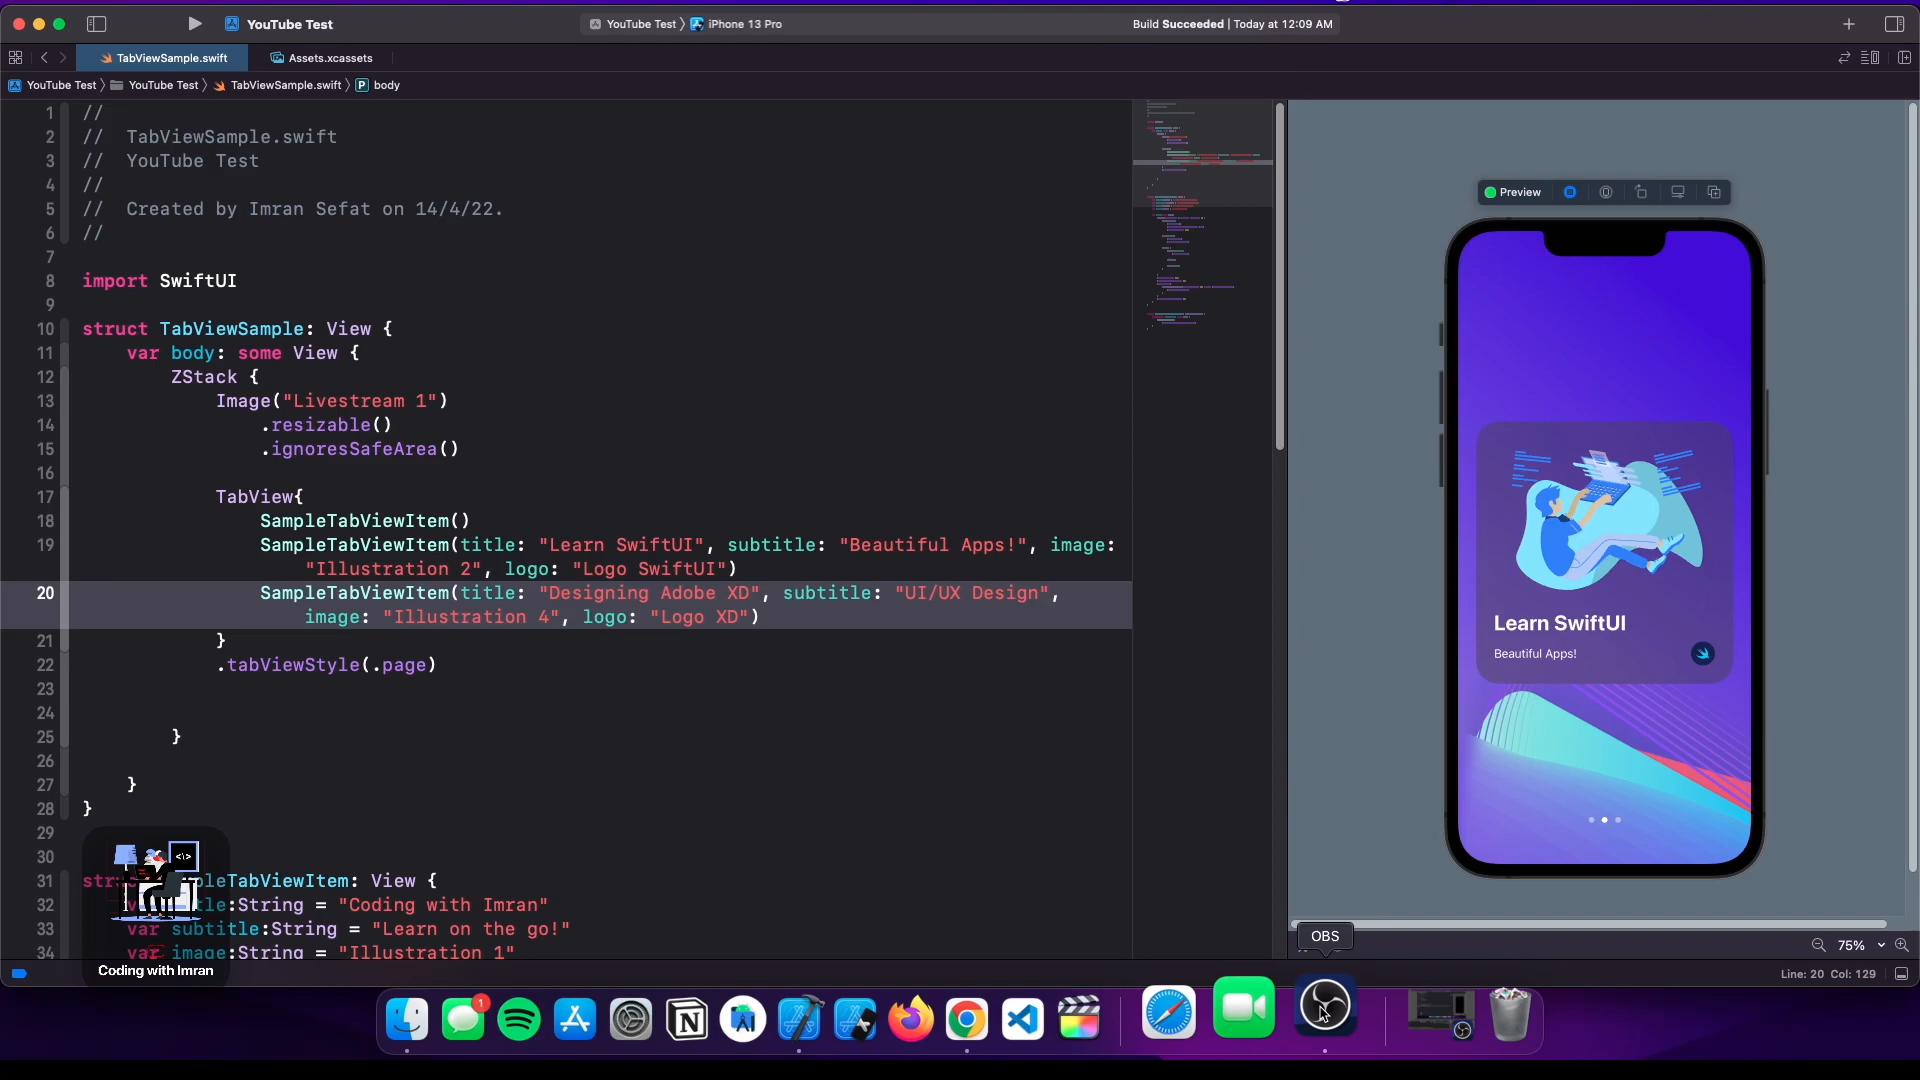 YouTube Test
YouTube Test 〉 iPhone 13 Pro
Build Succeeded | Today at 12:09 AM
TabViewSample.swift
Assets.xcassets
YouTube Test 〉 YouTube Test 〉 TabViewSample.swift 〉 P body
1 //
2 //  TabViewSample.swift
3 //  YouTube Test
4 //
5 //  Created by Imran Sefat on 14/4/22.
6 //
7
8 import SwiftUI
9
10 struct TabViewSample: View {
11     var body: some View {
12         ZStack {
13             Image("Livestream 1")
14                 .resizable()
15                 .ignoresSafeArea()
16
17             TabView{
18                 SampleTabViewItem()
19                 SampleTabViewItem(title: "Learn SwiftUI", subtitle: "Beautiful Apps!", image:
"Illustration 2", logo: "Logo SwiftUI")
20                 SampleTabViewItem(title: "Designing Adobe XD", subtitle: "UI/UX Design",
image: "Illustration 4", logo: "Logo XD")
21             }
22             .tabViewStyle(.page)
23
24
25         }
26
27     }
28 }
29
30
31 str pleTabViewItem: View {
32 v tle:String = "Coding with Imran"
33 var subtitle:String = "Learn on the go!"
34 var image:String = "Illustration 1"
</>
Coding with Imran
Preview
Learn SwiftUI
Beautiful Apps!
OBS
75%
Line: 20 Col: 129
1